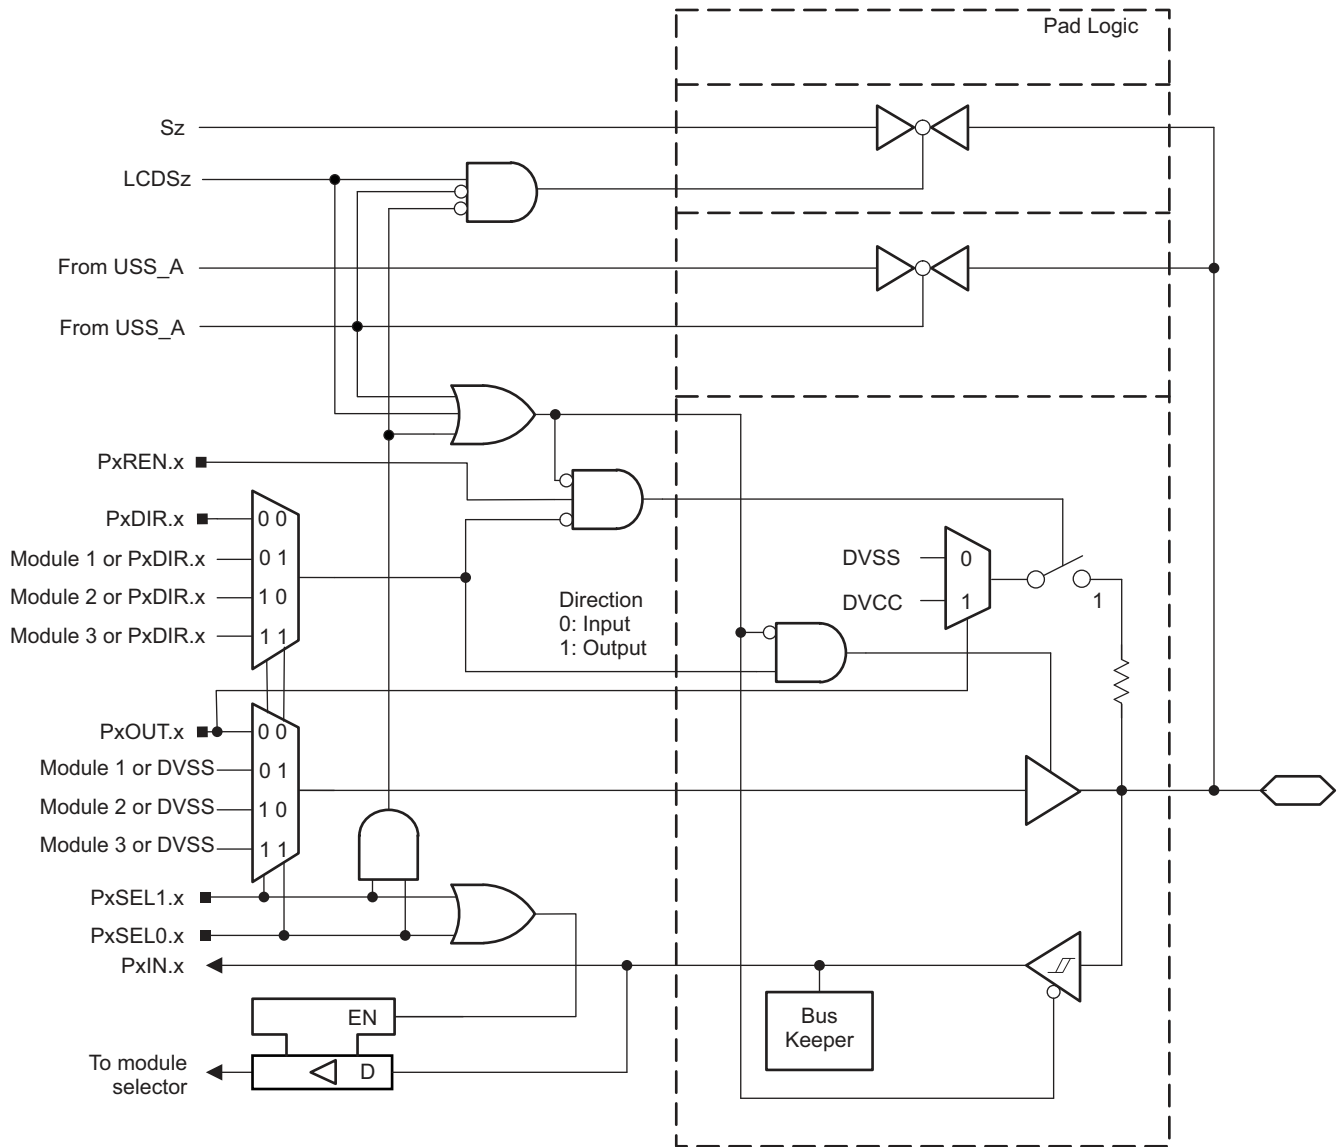 Pad Logic
Sz
LCDSz
From USS_A
From USS_A
PxREN.x
PxDIR.x
0 0
Module 1 or PxDIR.x
0 1
Module 2 or PxDIR.x
1 0
Module 3 or PxDIR.x
1 1
Direction
0: Input
1: Output
DVSS
0
DVCC
1
1
PxOUT.x
0 0
Module 1 or DVSS
0 1
Module 2 or DVSS
1 0
Module 3 or DVSS
1 1
PxSEL1.x
PxSEL0.x
PxIN.x
EN
D
Bus
Keeper
To module
selector